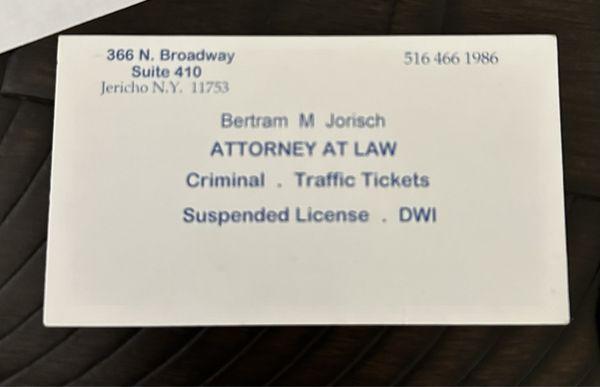 366 N. Broadway
Suite 410
Jericho N.Y. 11753
516 466 1986
Bertram M Jorisch
ATTORNEY AT LAW
Criminal . Traffic Tickets
Suspended License . DWI